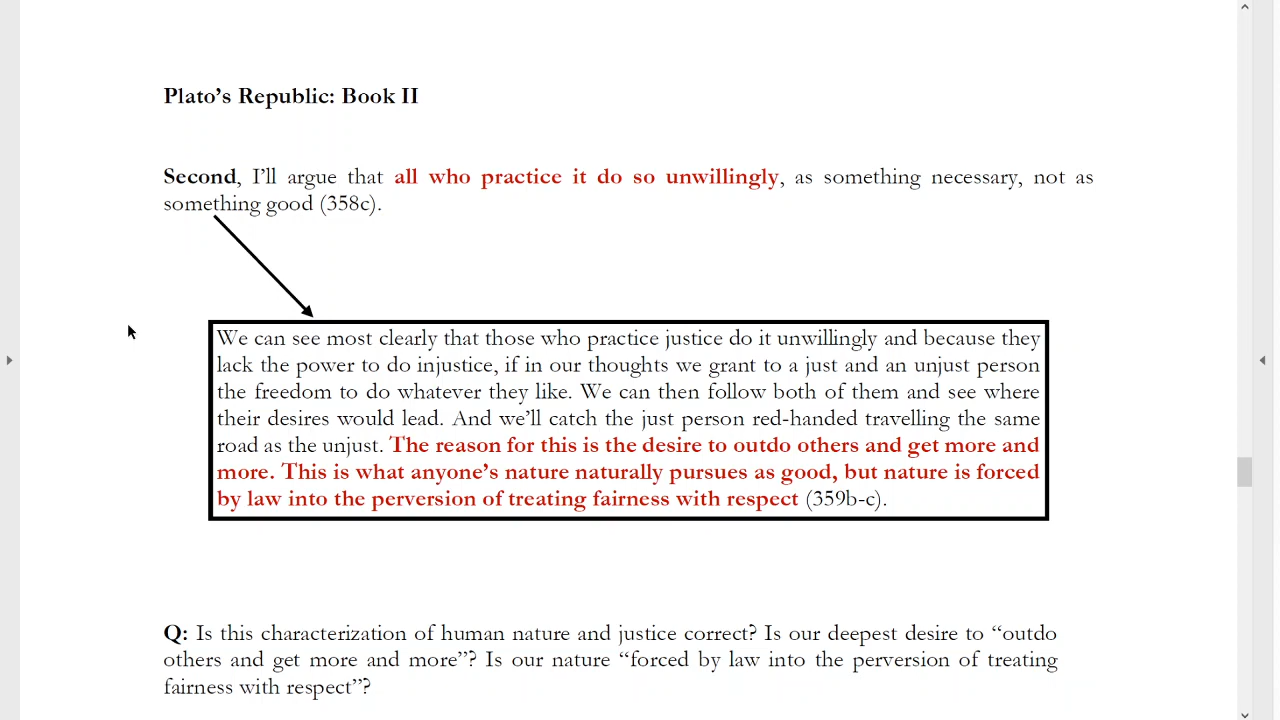 Plato’s Republic: Book II
Second, I’ll argue that all who practice it do so unwillingly, as something necessary, not as
something good (358c).
We can see most clearly that those who practice justice do it unwillingly and because they
lack the power to do injustice, if in our thoughts we grant to a just and an unjust person
the freedom to do whatever they like. We can then follow both of them and see where
their desires would lead. And we’ll catch the just person red-handed travelling the same
road as the unjust. The reason for this is the desire to outdo others and get more and
more. This is what anyone’s nature naturally pursues as good, but nature is forced
by law into the perversion of treating fairness with respect (359b-c).
Q: Is this characterization of human nature and justice correct? Is our deepest desire to “outdo
others and get more and more”? Is our nature “forced by law into the perversion of treating
fairness with respect”?